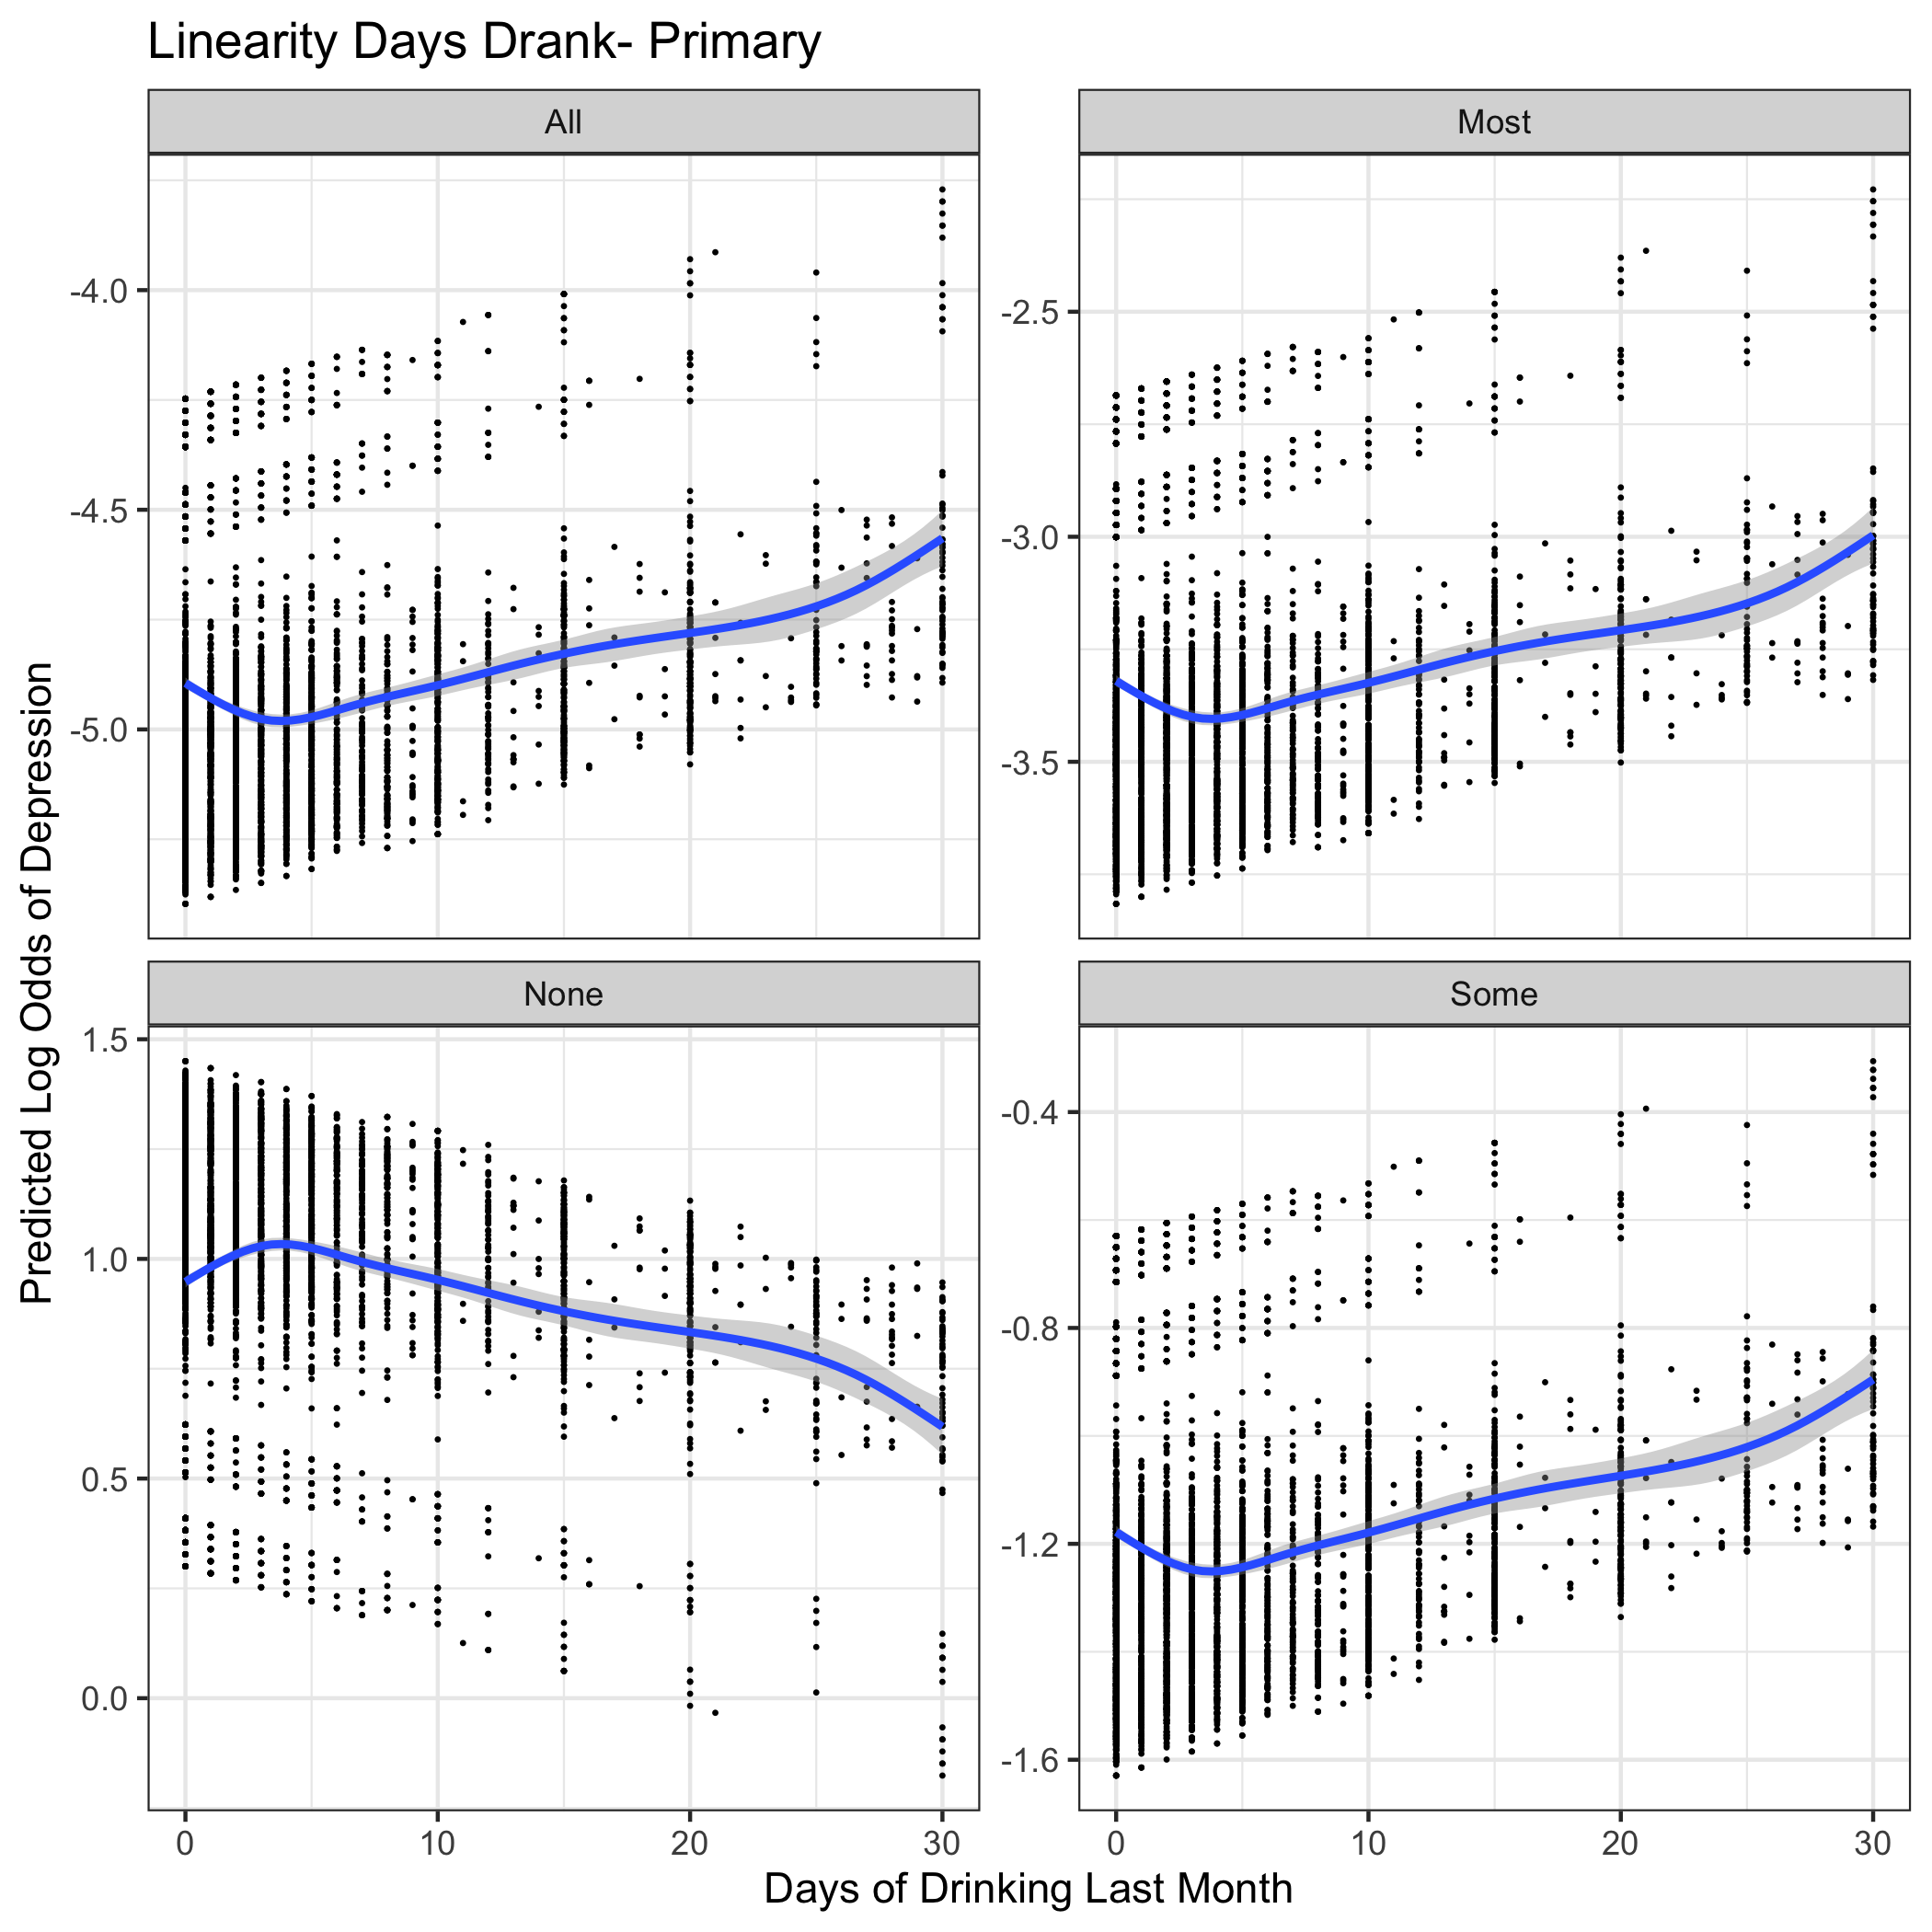 Linearity Days Drank- Primary
All
Most
-4.0
-4.5
-5.0
-2.5
-3.0
-3.5
None
Some
1.5
1.0
0.5
0.0
-0.4
-0.8
-1.2
-1.6
0 10 20 30
0 10 20 30
Predicted Log Odds of Depression
Days of Drinking Last Month